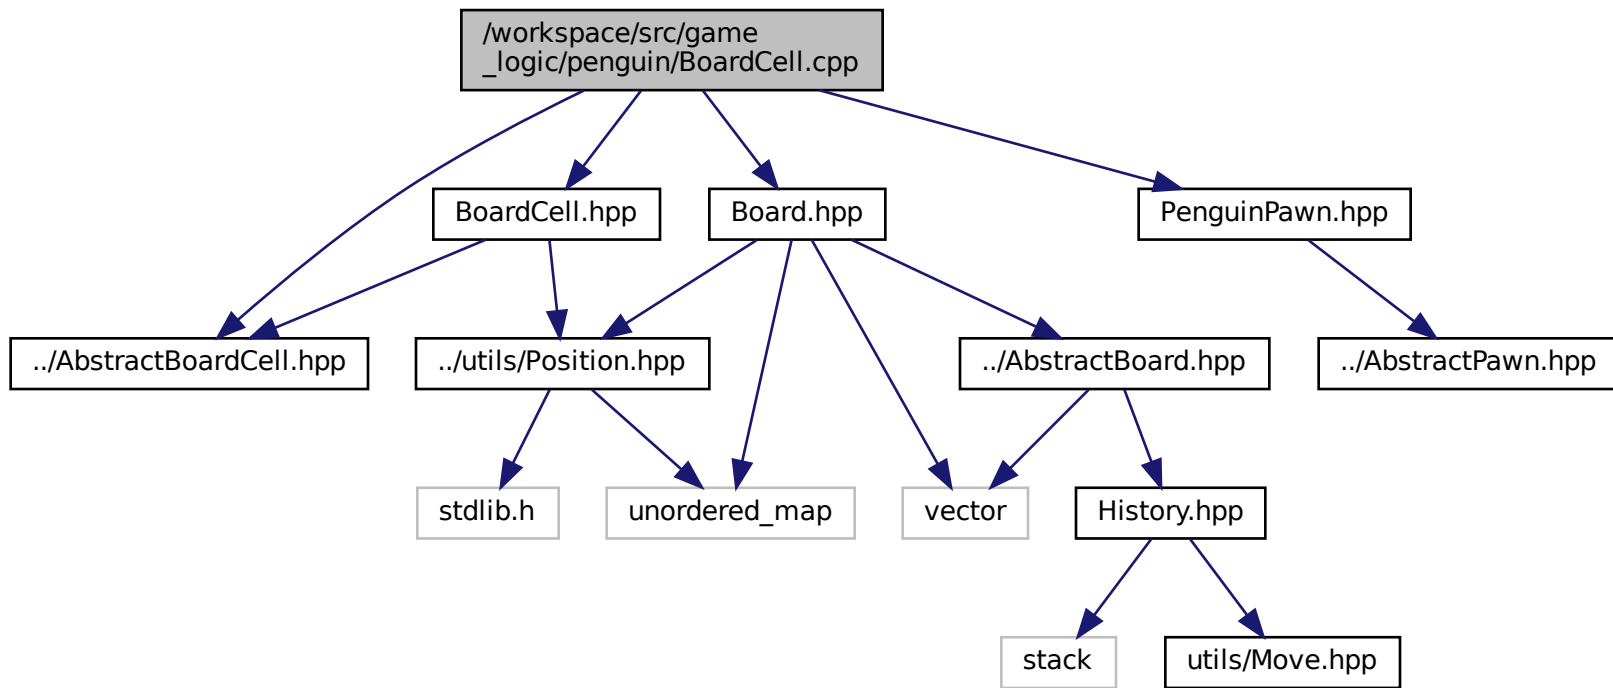 /workspace/src/game
_logic/penguin/BoardCell.cpp
BoardCell.hpp
Board.hpp
PenguinPawn.hpp
../AbstractBoardCell.hpp
../utils/Position.hpp
../AbstractBoard.hpp
../AbstractPawn.hpp
stdlib.h
unordered_map
vector
History.hpp
stack
utils/Move.hpp